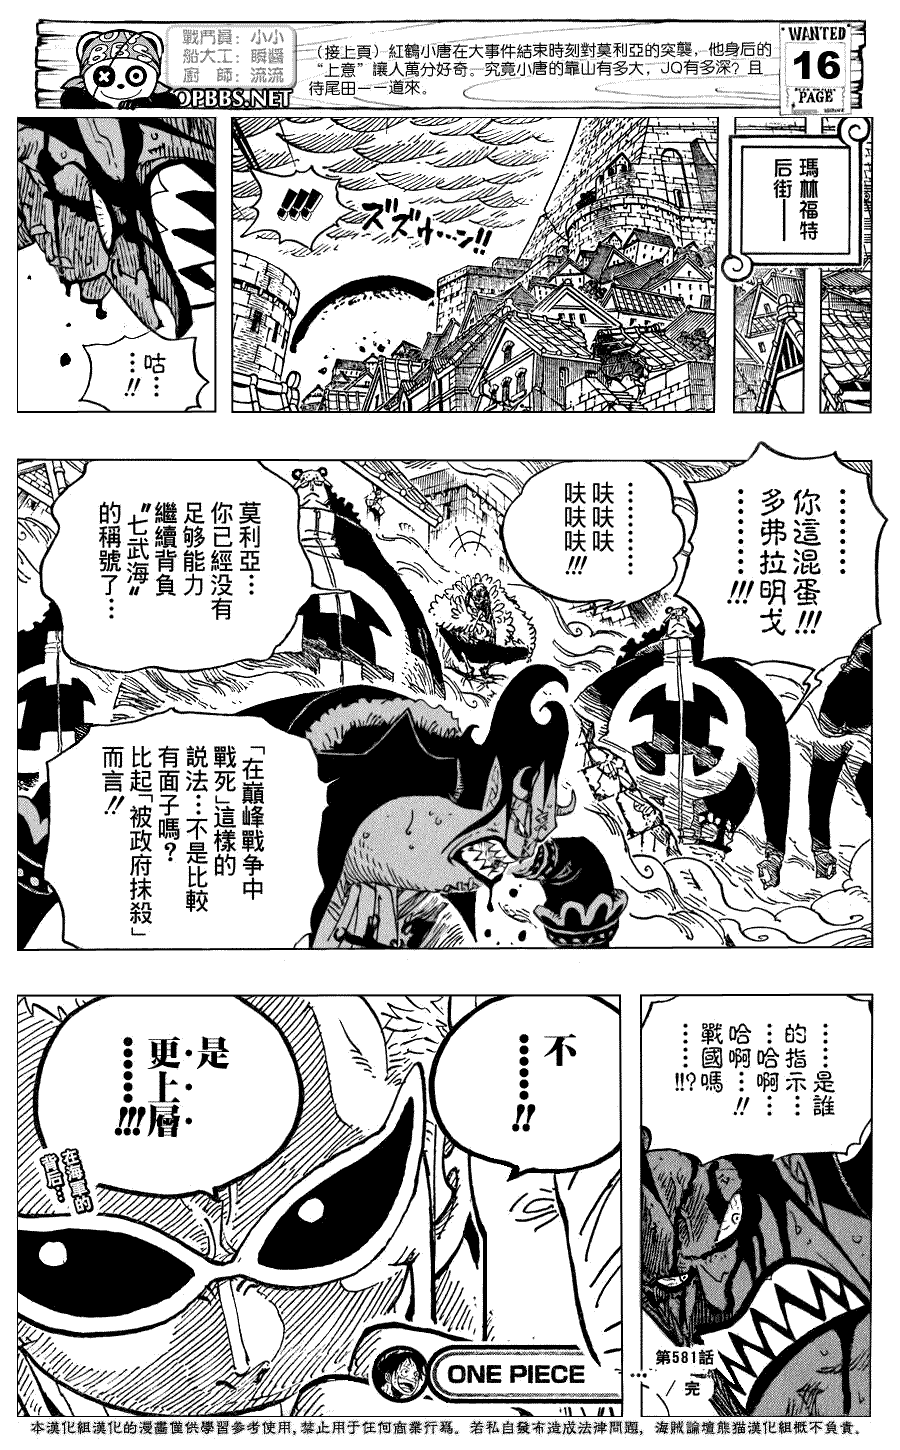 戰鬥員：小小
船大工：瞬醬
廚　師：流流
OPBBS.NET
（接上頁）紅鶴小唐在大事件結束時刻對莫利亞的突襲，他身后的
“上意”讓人萬分好奇。究竟小唐的靠山有多大，JQ有多深？且
待尾田一一道來。
WANTED
16
PAGE
瑪林福特
后街——
ズズゥ…ン!!
!!!!
咕…
…!!
………
你這混蛋!!!
多弗拉明戈
………!!!
………
呋呋呋
呋呋呋!!!
莫利亞…
你已經没有
足够能力
繼續背負
“七武海”
的稱號了…
「在巔峰戰争中
戰死」這樣的
説法…不是比較
有面子嗎？
比起「被政府抹殺」
而言!!
……是誰
的指示…
…哈啊…
哈啊…!!
戰國嗎
……!!?
不
……!!
是
更上層
……!!!
在海軍的
背后…
第581話
完
…
ONE PIECE
本漢化組漢化的漫畫僅供學習參考使用，禁止用于任何商業行爲。若私自發布造成法律問題，海賊論壇熊猫漢化組概不負責。